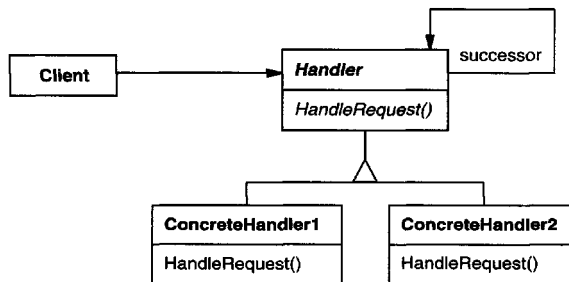 Client
Handler
successor
HandleRequest()
ConcreteHandler1
HandleRequest()
ConcreteHandler2
HandleRequest()